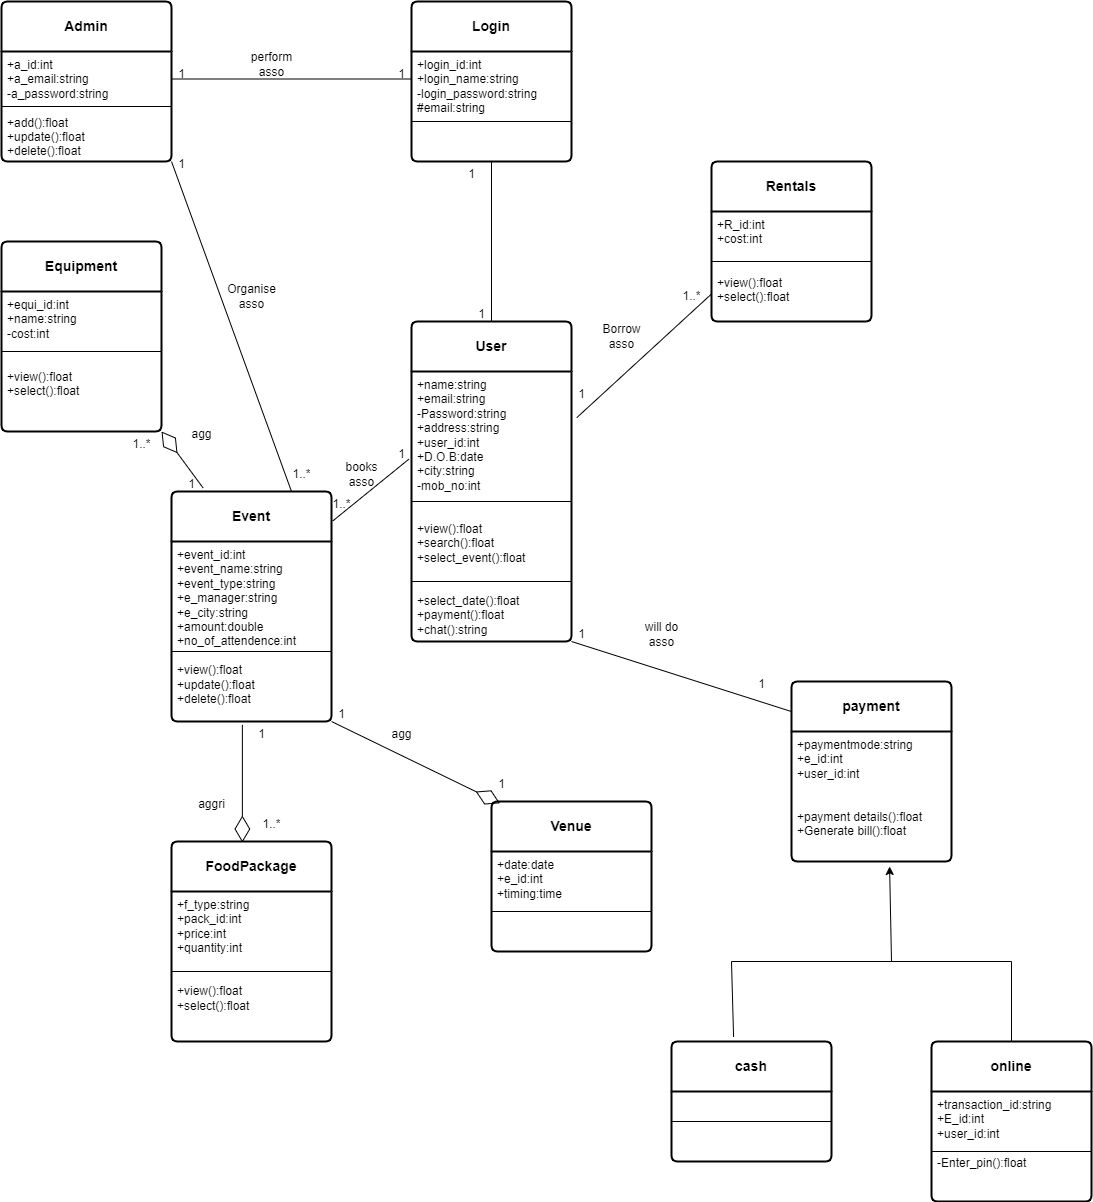 Admin
+a_id:int
+a_email:string
-a_password:string
+add():float
+update():float
+delete():float
1
perform
asso
1
Login
+login_id:int
+login_name:string
-login_password:string
#email:string
1
1
Rentals
+R_id:int
+cost:int
+view():float
+select():float
1..*
Borrow
asso
1
Equipment
+equi_id:int
+name:string
-cost:int
+view():float
+select():float
1..*
agg
1
Organise
asso
1..*
1
User
+name:string
+email:string
-Password:string
+address:string
+user_id:int
+D.O.B:date
+city:string
-mob_no:int
+view():float
+search():float
+select_event():float
+select_date():float
+payment():float
+chat():string
1
books
asso
1..*
Event
+event_id:int
+event_name:string
+event_type:string
+e_manager:string
+e_city:string
+amount:double
+no_of_attendence:int
+view():float
+update():float
+delete():float
1
will do
asso
1
payment
+paymentmode:string
+e_id:int
+user_id:int
+payment details():float
+Generate bill():float
1
agg
1
Venue
+date:date
+e_id:int
+timing:time
1
aggri
1..*
FoodPackage
+f_type:string
+pack_id:int
+price:int
+quantity:int
+view():float
+select():float
cash
online
+transaction_id:string
+E_id:int
+user_id:int
-Enter_pin():float